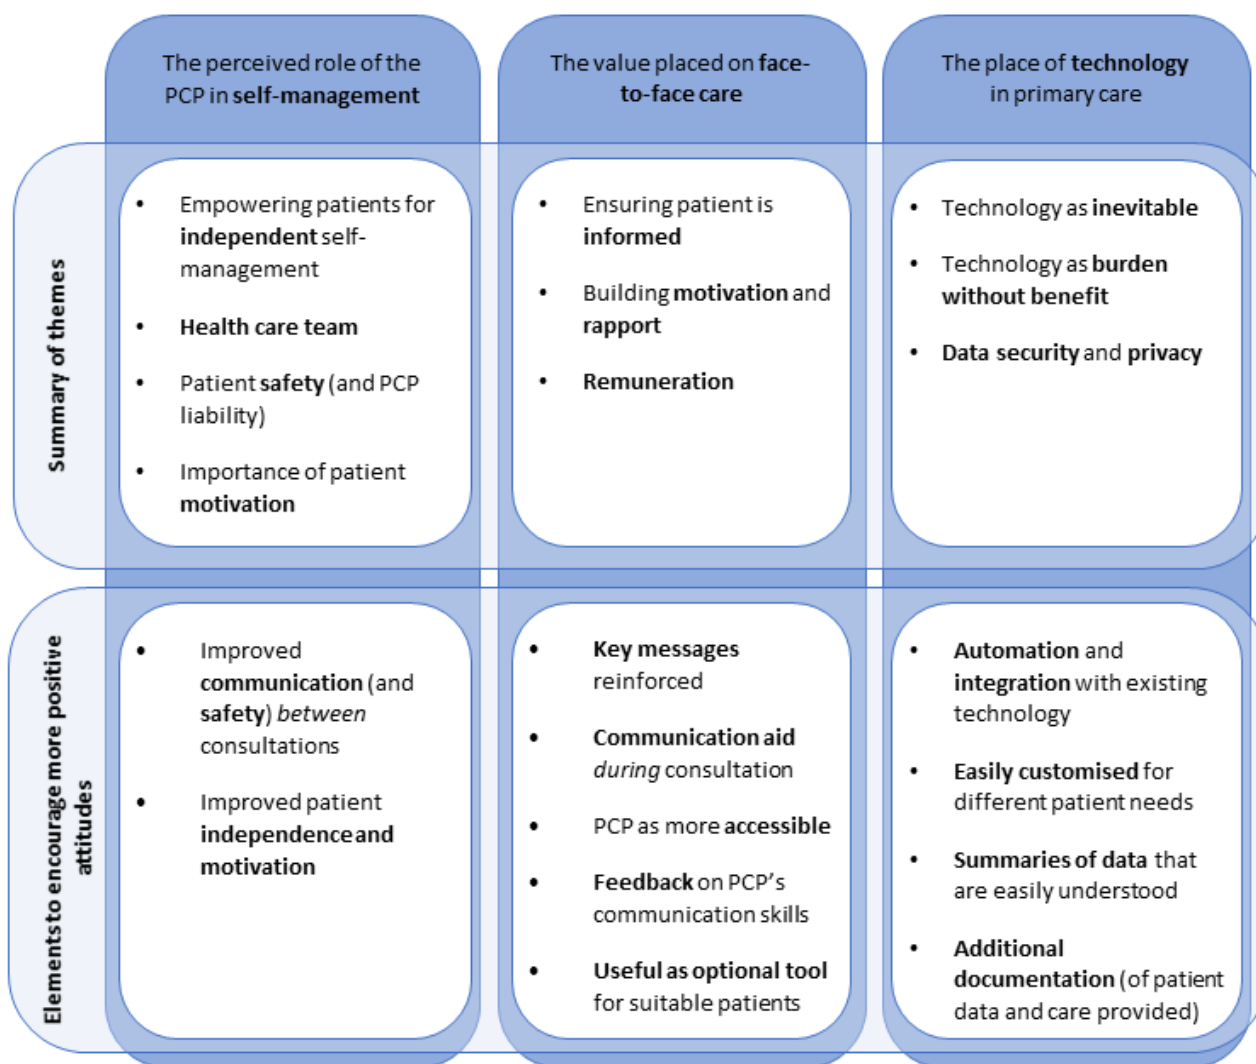 The perceived role of the
PCP in self-management
The value placed on face-
to-face care
The place of technology
in primary care
Summary of themes
• Empowering patients for
independent self-
management
• Health care team
• Patient safety (and PCP
liability)
• Importance of patient
motivation
• Ensuring patient is
informed
• Building motivation and
rapport
• Remuneration
• Technology as inevitable
• Technology as burden
without benefit
• Data security and privacy
Elements to encourage more positive
attitudes
• Improved
communication (and
safety) between
consultations
• Improved patient
independence and
motivation
• Key messages
reinforced
• Communication aid
during consultation
• PCP as more accessible
• Feedback on PCP's
communication skills
• Useful as optional tool
for suitable patients
• Automation and
integration with existing
technology
• Easily customised for
different patient needs
• Summaries of data that
are easily understood
• Additional
documentation (of patient
data and care provided)